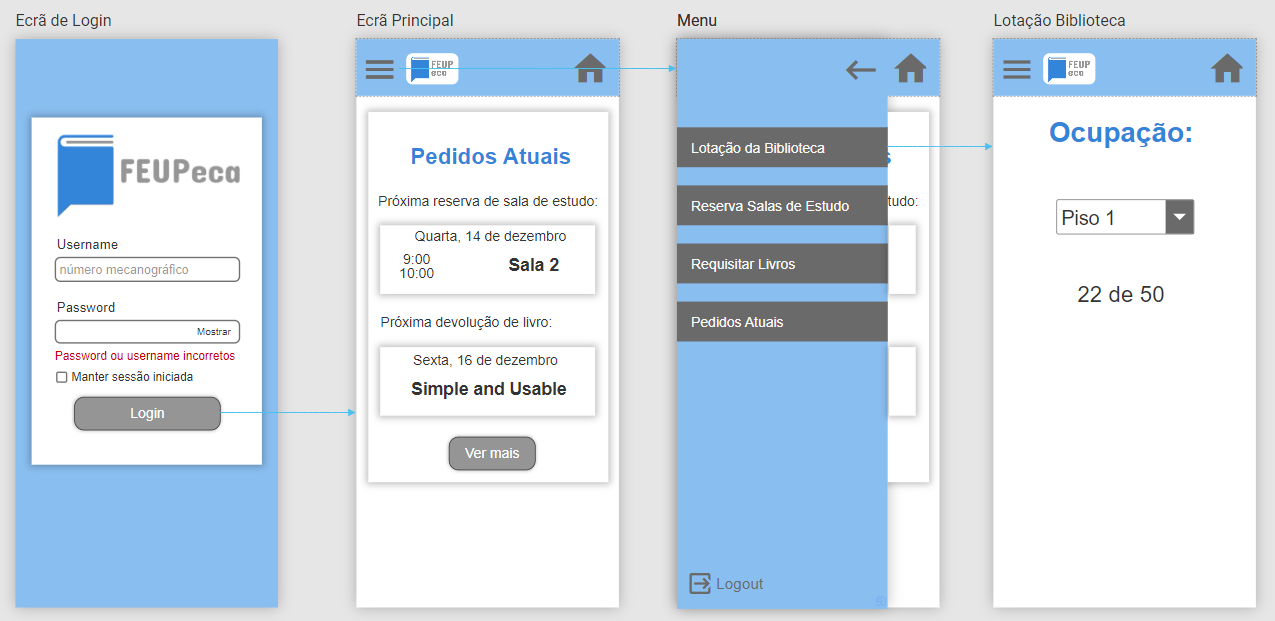 Ecrã de Login
FEUPeca
Username
número mecanográfico
Password
Mostrar
Password ou username incorretos
Manter sessão iniciada
Login
Ecrã Principal
FEUP
eca
Pedidos Atuais
Próxima reserva de sala de estudo:
Quarta, 14 de dezembro
9:00
10:00
Sala 2
Próxima devolução de livro:
Sexta, 16 de dezembro
Simple and Usable
Ver mais
Menu
Lotação da Biblioteca
s
Reserva Salas de Estudo
tudo:
Requisitar Livros
Pedidos Atuais
Logout
Lotação Biblioteca
FEUP
eca
Ocupação:
Piso 1
22 de 50